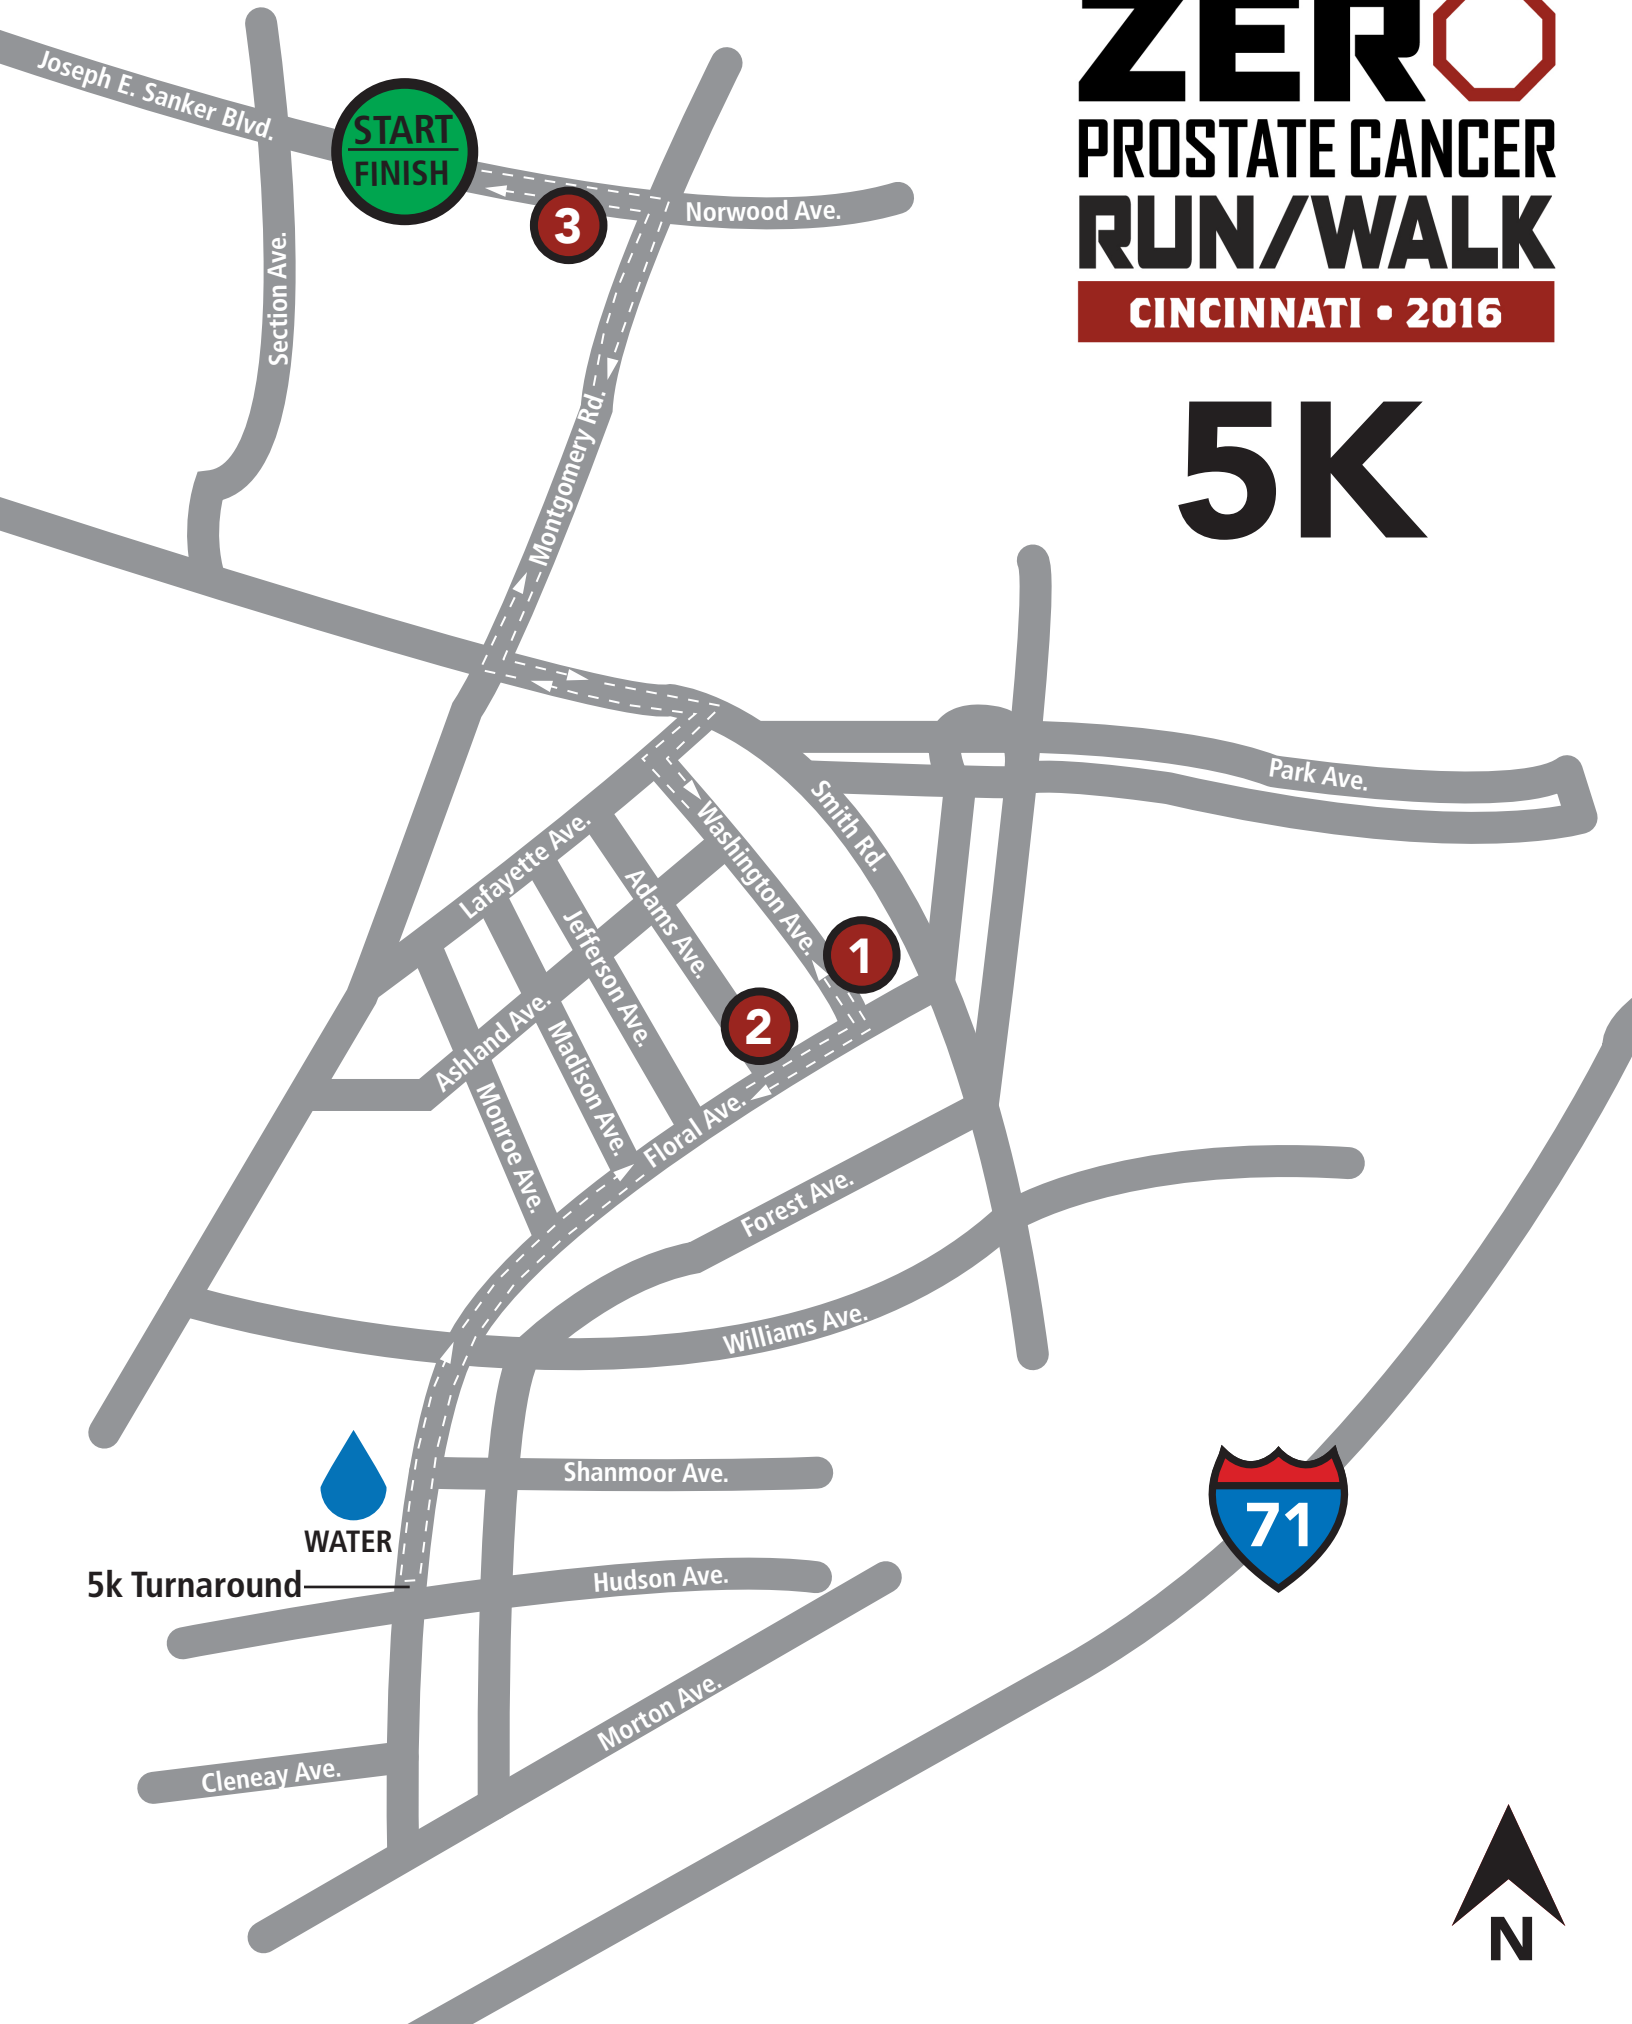 ZERO
PROSTATE CANCER
RUN/WALK
CINCINNATI • 2016
5K
Joseph E. Sanker Blvd.
START
FINISH
3
Norwood Ave.
Section Ave.
Montgomery Rd.
Park Ave.
Smith Rd.
Lafayette Ave.
Washington Ave.
Adams Ave.
Jefferson Ave.
1
2
Ashland Ave.
Madison Ave.
Monroe Ave.
Floral Ave.
Forest Ave.
Williams Ave.
Shanmoor Ave.
WATER
71
5k Turnaround
Hudson Ave.
Morton Ave.
Cleneay Ave.
N